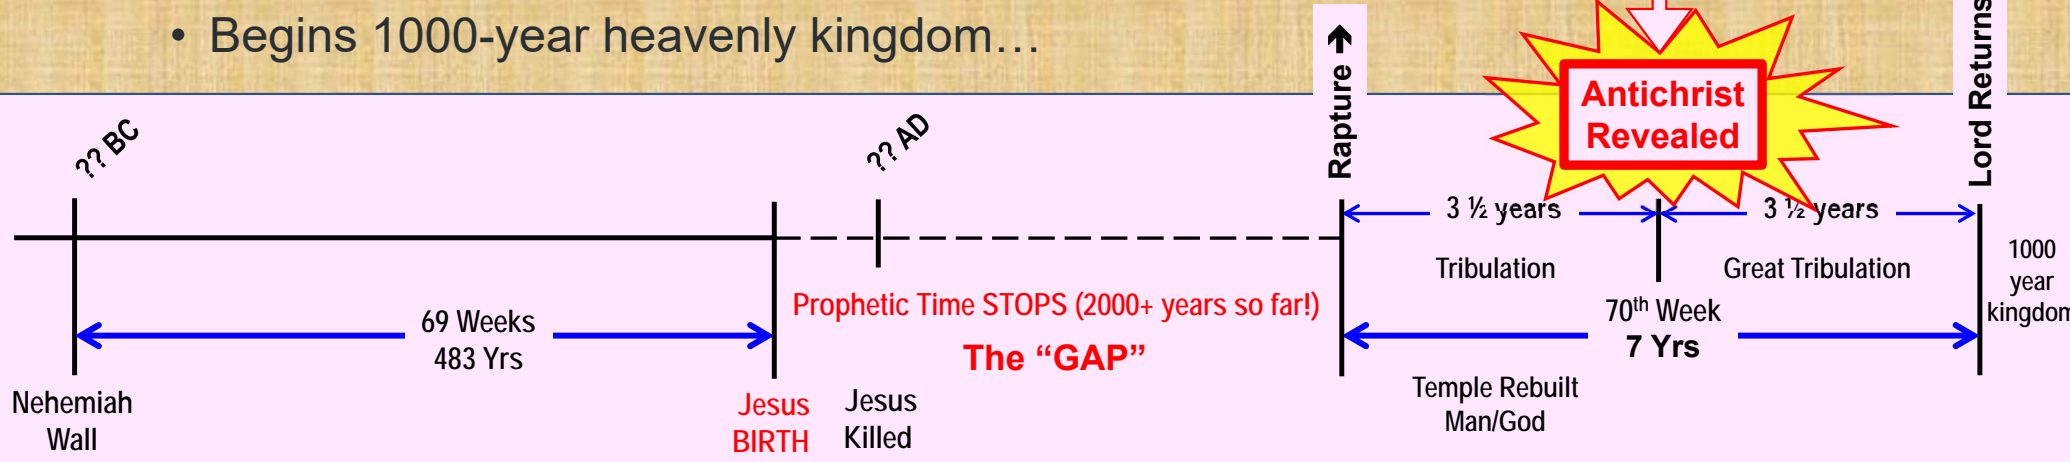 • Begins 1000-year heavenly kingdom…
?? BC
?? AD
Rapture →
Antichrist
Revealed
Lord Returns
3 ½ years
3 ½ years
Tribulation
Great Tribulation
1000
year
kingdom
Prophetic Time STOPS (2000+ years so far!)
The “GAP”
69 Weeks
483 Yrs
70th Week
7 Yrs
Nehemiah
Wall
Jesus
BIRTH
Jesus
Killed
Temple Rebuilt
Man/God